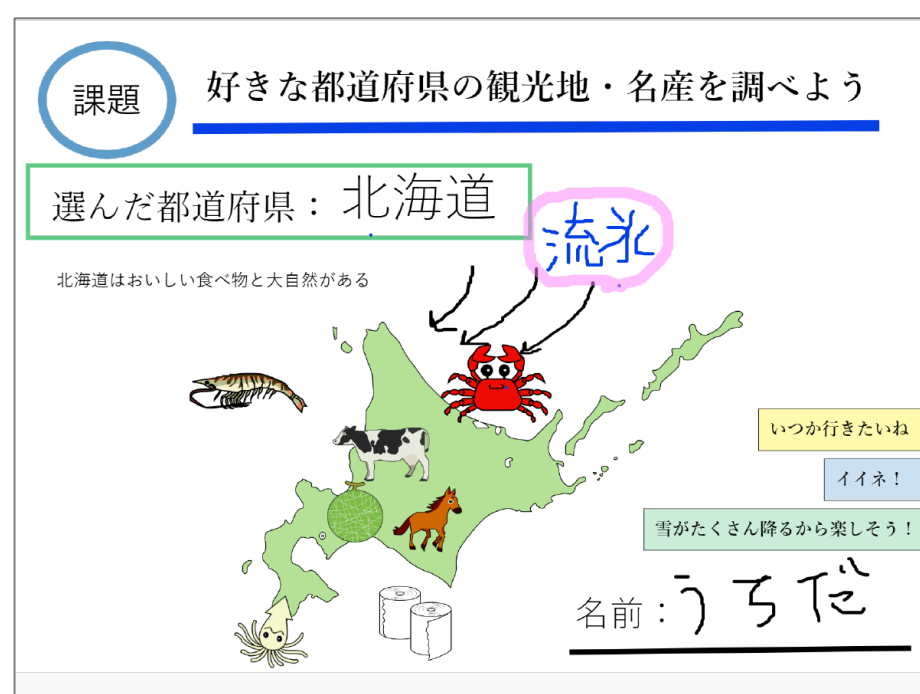 課題
好きな都道府県の観光地・名産を調べよう
選んだ都道府県：北海道
流氷
北海道はおいしい食べ物と大自然がある
いつか行きたいね
イイネ！
雪がたくさん降るから楽しそう！
名前：うちだ